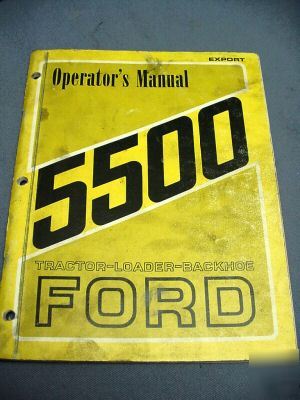 EXPORT
Operator's Manual
5500
TRACTOR-LOADER-BACKHOE
FORD